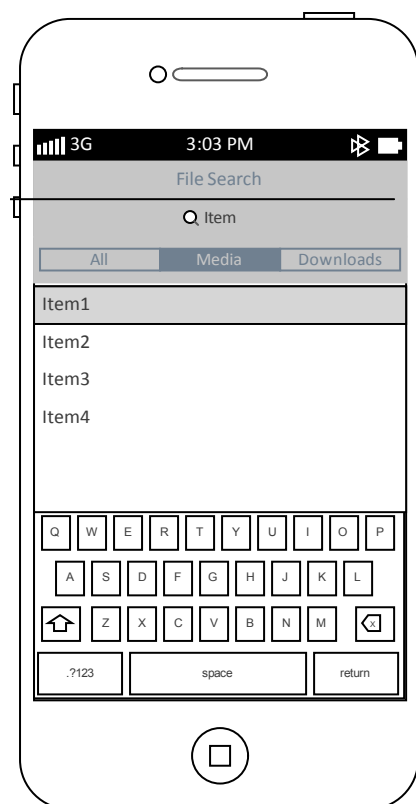 3G 3:03 PM
File Search
Item
All Media Downloads
Item1
Item2
Item3
Item4
Q W E R T Y U I O P
A S D F G H J K L
Z X C V B N M X
.?123 space return